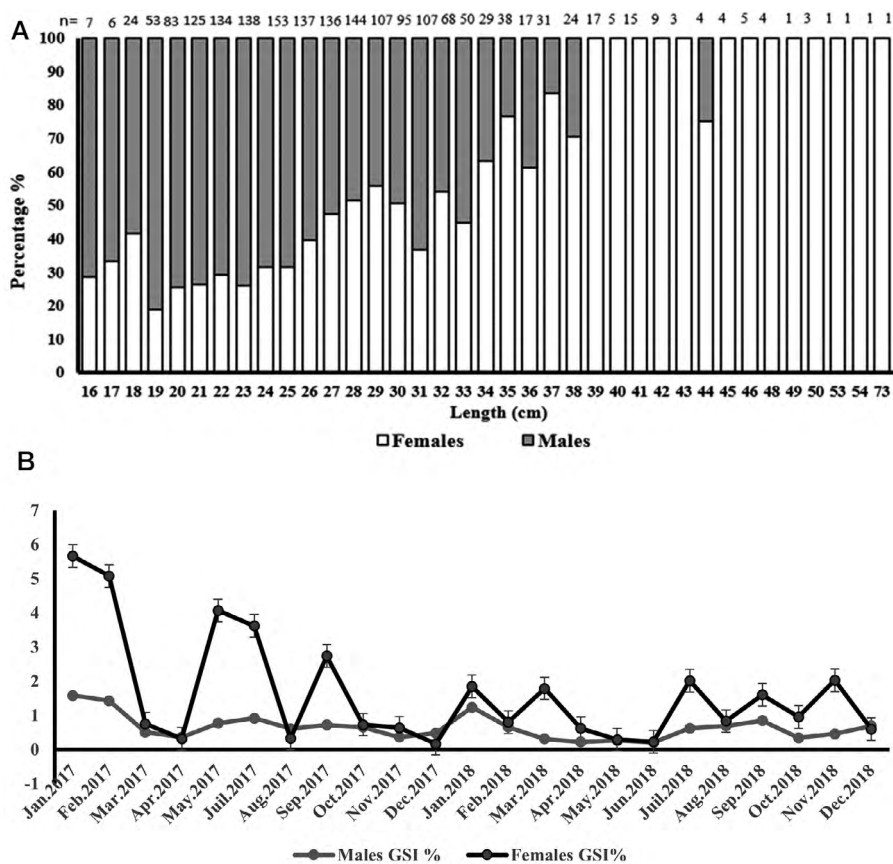 A
n= 7 6 24 53 83 125 134 138 153 137 136 144 107 95 107 68 50 29 38 17 31 24 17 5 15 9 3 4 4 5 4 1 3 1 1 1 1
100
90
80
70
60
50
40
30
20
10
0
Percentage %
16 17 18 19 20 21 22 23 24 25 26 27 28 29 30 31 32 33 34 35 36 37 38 39 40 41 42 43 44 45 46 48 49 50 53 54 73
Length (cm)
Females Males
B
7
6
5
4
3
2
1
0
-1
Jan.2017 Feb.2017 Mar.2017 Apr.2017 May.2017 Jul.2017 Aug.2017 Sep.2017 Oct.2017 Nov.2017 Dec.2017 Jan.2018 Feb.2018 Mar.2018 Apr.2018 May.2018 Jun.2018 Jul.2018 Aug.2018 Sep.2018 Oct.2018 Nov.2018 Dec.2018
Males GSI % Females GSI%